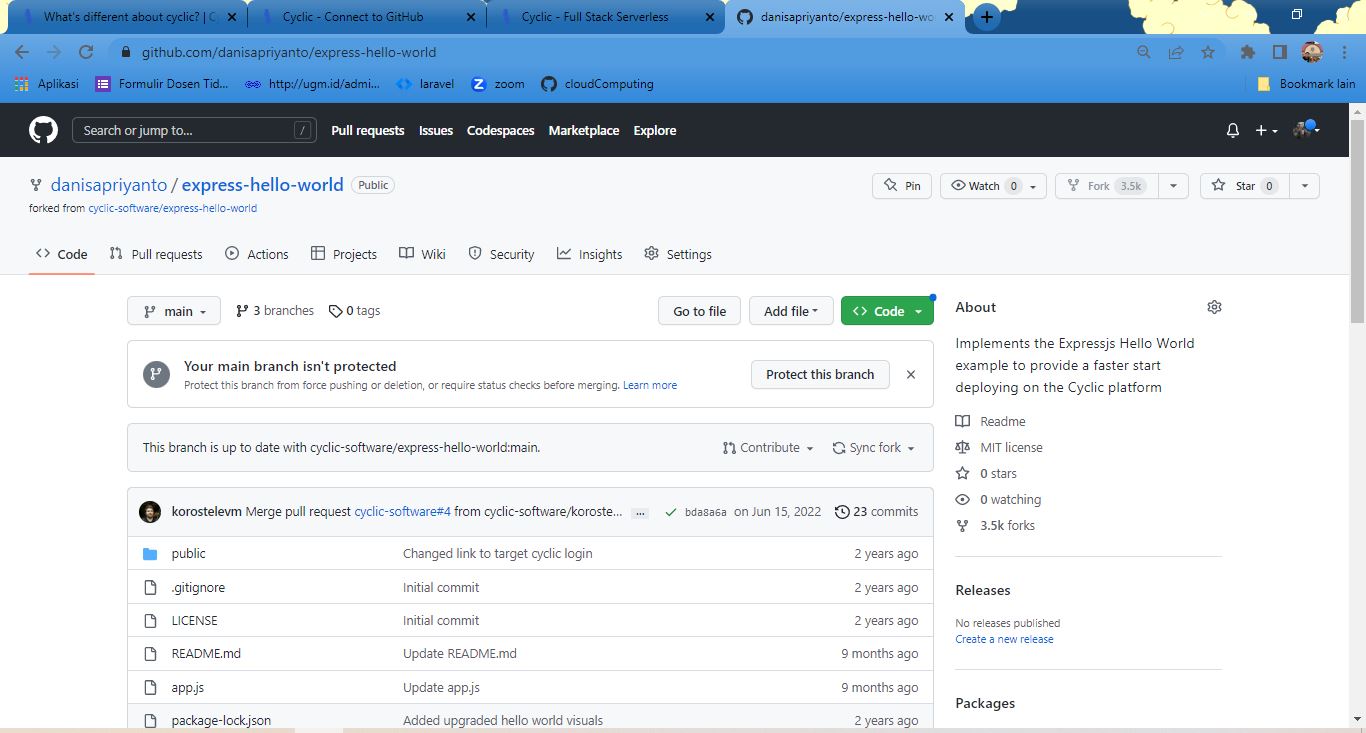 What's different about cyclic? | C
Cyclic - Connect to GitHub
Cyclic - Full Stack Serverless
danisapriyanto/express-hello-wo
github.com/danisapriyanto/express-hello-world
Aplikasi
Formulir Dosen Tid...
http://ugm.id/admi...
laravel
zoom
cloudComputing
Bookmark lain
Search or jump to...
/
Pull requests
Issues
Codespaces
Marketplace
Explore
danisapriyanto / express-hello-world Public
forked from cyclic-software/express-hello-world
Pin
Watch 0
Fork 3.5k
Star 0
Code
Pull requests
Actions
Projects
Wiki
Security
Insights
Settings
main
3 branches
0 tags
Go to file
Add file
Code
Your main branch isn't protected
Protect this branch from force pushing or deletion, or require status checks before merging. Learn more
Protect this branch
This branch is up to date with cyclic-software/express-hello-world:main.
Contribute
Sync fork
korostelevm Merge pull request cyclic-software#4 from cyclic-software/koroste... ... bda8a6a on Jun 15, 2022 23 commits
public Changed link to target cyclic login 2 years ago
.gitignore Initial commit 2 years ago
LICENSE Initial commit 2 years ago
README.md Update README.md 9 months ago
app.js Update app.js 9 months ago
package-lock.json Added upgraded hello world visuals 2 years ago
About
Implements the Expressjs Hello World
example to provide a faster start
deploying on the Cyclic platform
Readme
MIT license
0 stars
0 watching
3.5k forks
Releases
No releases published
Create a new release
Packages